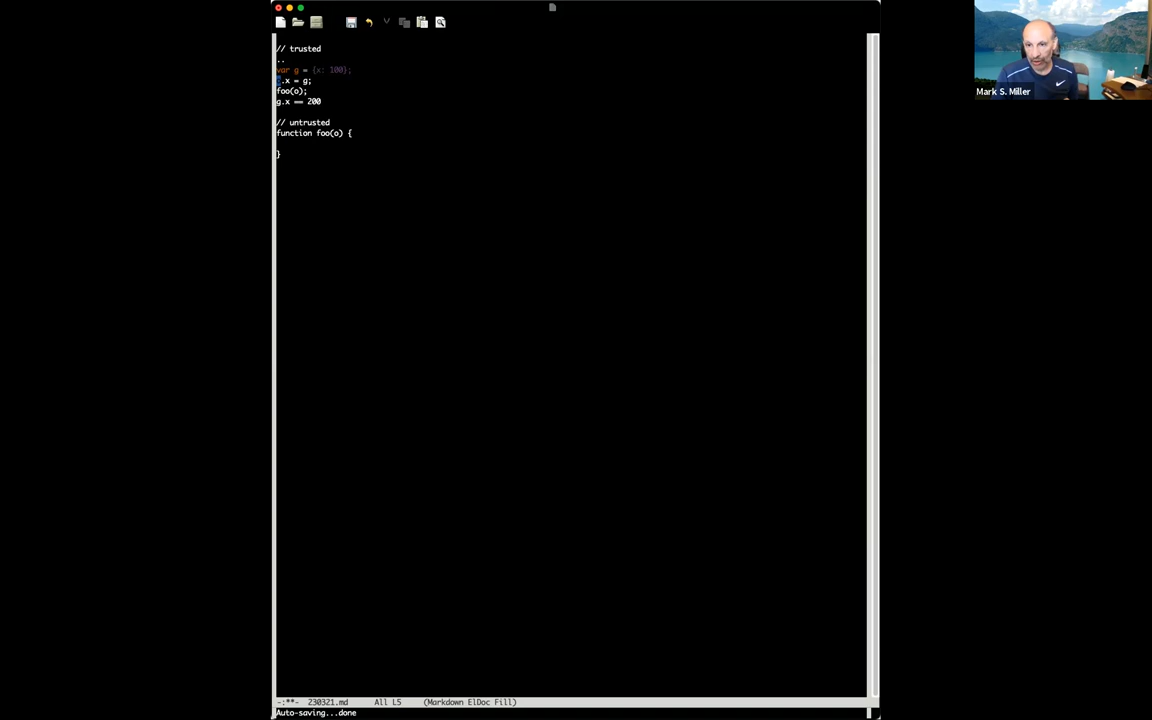 // trusted
..
var g = {x: 100};
.x = g;
foo(o);
g.x == 200
// untrusted
function foo(o) {
}
-:**- 230321.md All L5 (Markdown ElDoc Fill)
Auto-saving...done
Mark S. Miller